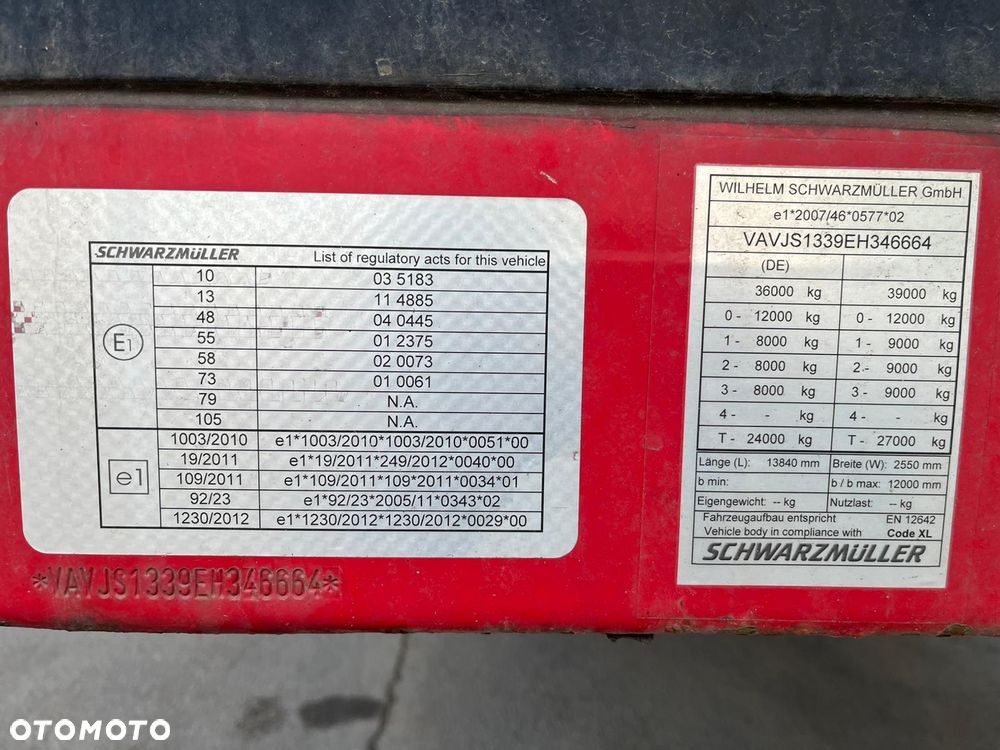 SCHWARZMÜLLER List of regulatory acts for this vehicle
E1
10 03 5183
13 11 4885
48 04 0445
55 01 2375
58 02 0073
73 01 0061
79 N.A.
105 N.A.
e1
1003/2010 e1*1003/2010*1003/2010*0051*00
19/2011 e1*19/2011*249/2012*0040*00
109/2011 e1*109/2011*109*2011*0034*01
92/23 e1*92/23*2005/11*0343*02
1230/2012 e1*1230/2012*1230/2012*0029*00
*VAVJS1339EH346664*
WILHELM SCHWARZMÜLLER GmbH
e1*2007/46*0577*02
VAVJS1339EH346664
(DE)
36000 kg 39000 kg
0 - 12000 kg 0 - 12000 kg
1 - 8000 kg 1 - 9000 kg
2 - 8000 kg 2 - 9000 kg
3 - 8000 kg 3 - 9000 kg
4 - - kg 4 - - kg
T - 24000 kg T - 27000 kg
Länge (L): 13840 mm Breite (W): 2550 mm
b min: b / b max: 12000 mm
Eigengewicht: -- kg Nutzlast: -- kg
Fahrzeugaufbau entspricht EN 12642
Vehicle body in compliance with Code XL
SCHWARZMÜLLER
OTOMOTO